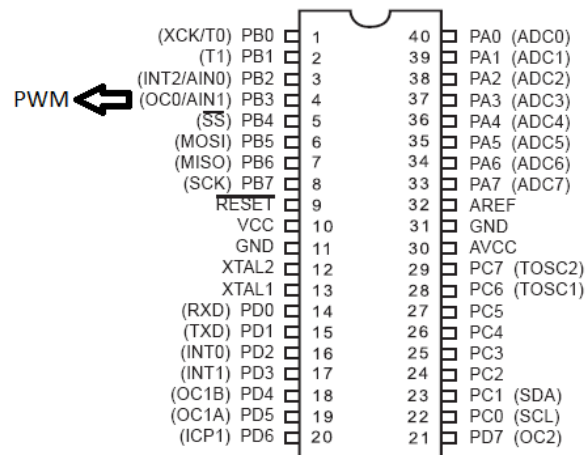 (XCK/T0) PB0 1 40 PA0 (ADC0)
(T1) PB1 2 39 PA1 (ADC1)
(INT2/AIN0) PB2 3 38 PA2 (ADC2)
PWM (OC0/AIN1) PB3 4 37 PA3 (ADC3)
(SS) PB4 5 36 PA4 (ADC4)
(MOSI) PB5 6 35 PA5 (ADC5)
(MISO) PB6 7 34 PA6 (ADC6)
(SCK) PB7 8 33 PA7 (ADC7)
RESET 9 32 AREF
VCC 10 31 GND
GND 11 30 AVCC
XTAL2 12 29 PC7 (TOSC2)
XTAL1 13 28 PC6 (TOSC1)
(RXD) PD0 14 27 PC5
(TXD) PD1 15 26 PC4
(INT0) PD2 16 25 PC3
(INT1) PD3 17 24 PC2
(OC1B) PD4 18 23 PC1 (SDA)
(OC1A) PD5 19 22 PC0 (SCL)
(ICP1) PD6 20 21 PD7 (OC2)